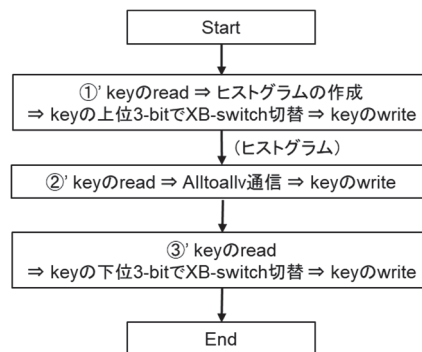 Start
①’ keyのread ⇒ ヒストグラムの作成
⇒ keyの上位3-bitでXB-switch切替 ⇒ keyのwrite
(ヒストグラム)
②’ keyのread ⇒ Alltoallv通信 ⇒ keyのwrite
③’ keyのread
⇒ keyの下位3-bitでXB-switch切替 ⇒ keyのwrite
End